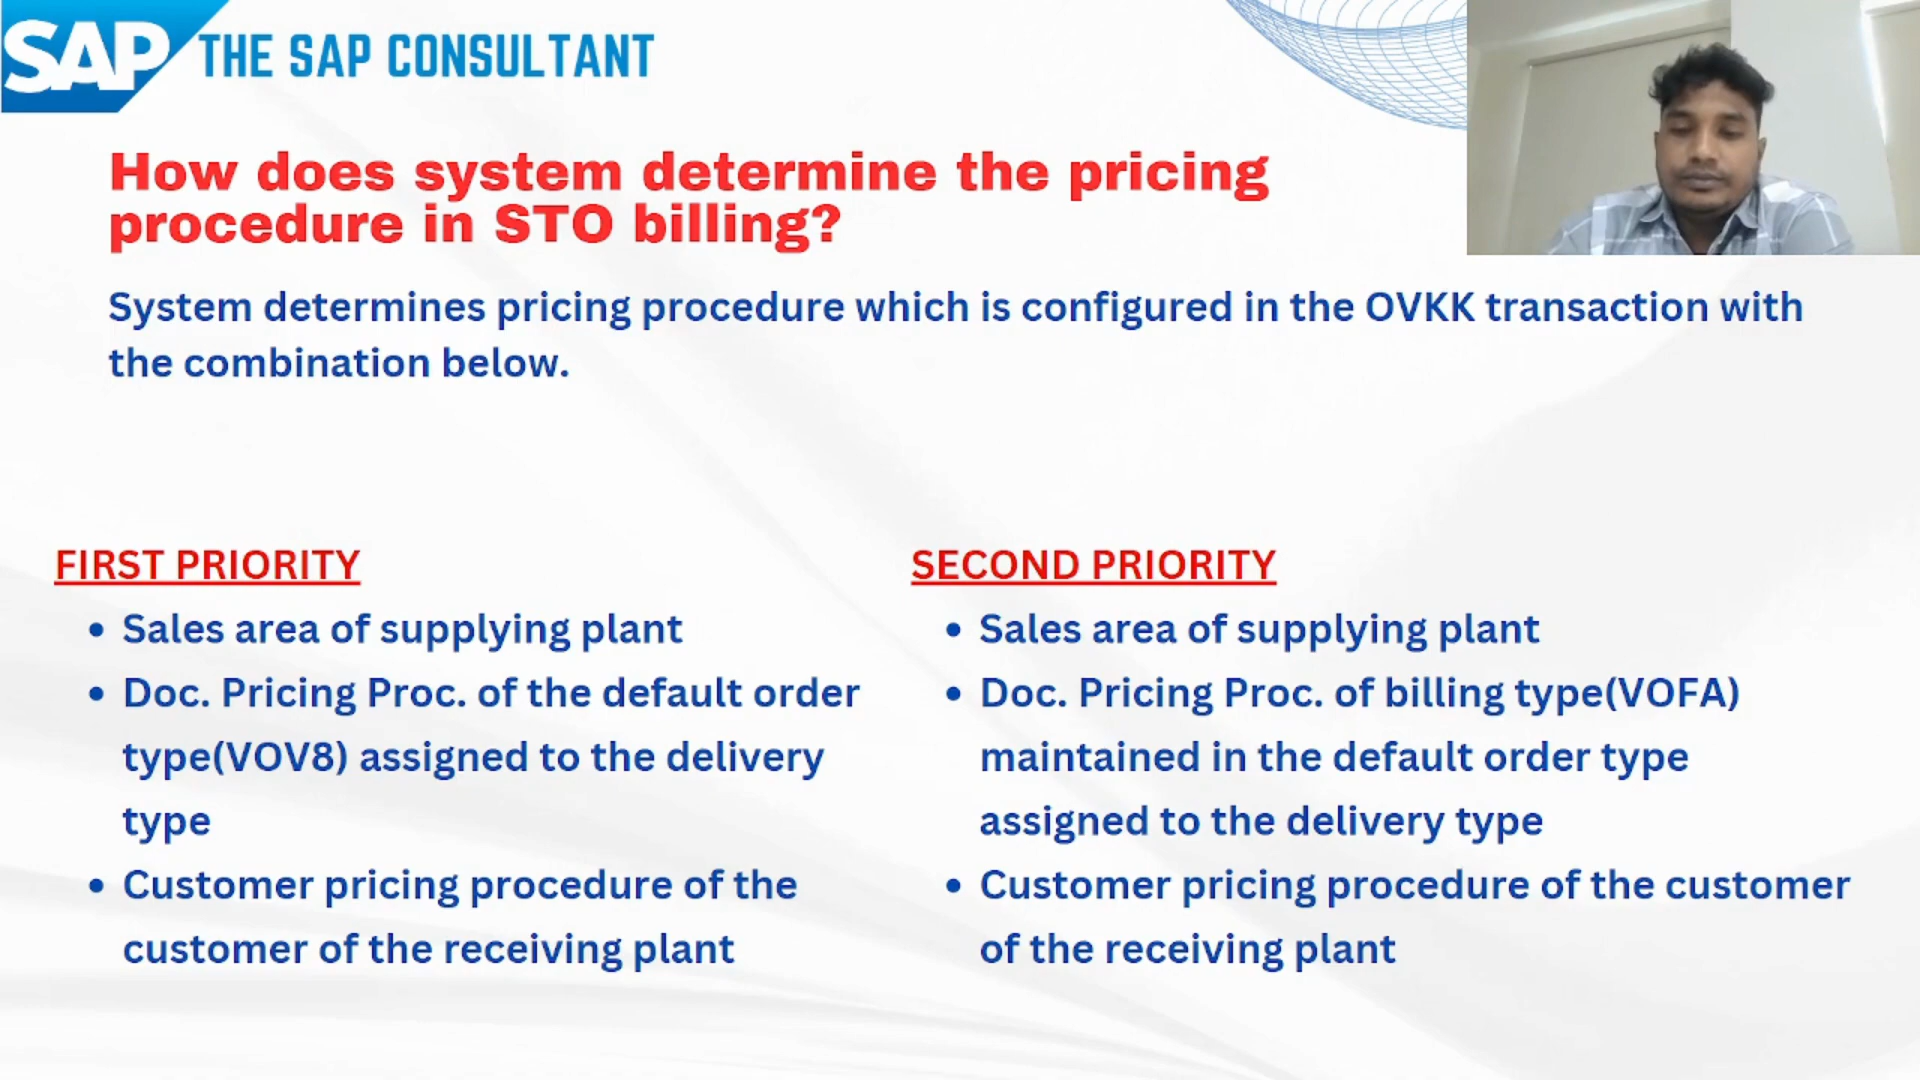 SAP THE SAP CONSULTANT
How does system determine the pricing
procedure in STO billing?
System determines pricing procedure which is configured in the OVKK transaction with
the combination below.
FIRST PRIORITY
• Sales area of supplying plant
• Doc. Pricing Proc. of the default order
type(VOV8) assigned to the delivery
type
• Customer pricing procedure of the
customer of the receiving plant
SECOND PRIORITY
• Sales area of supplying plant
• Doc. Pricing Proc. of billing type(VOFA)
maintained in the default order type
assigned to the delivery type
• Customer pricing procedure of the customer
of the receiving plant